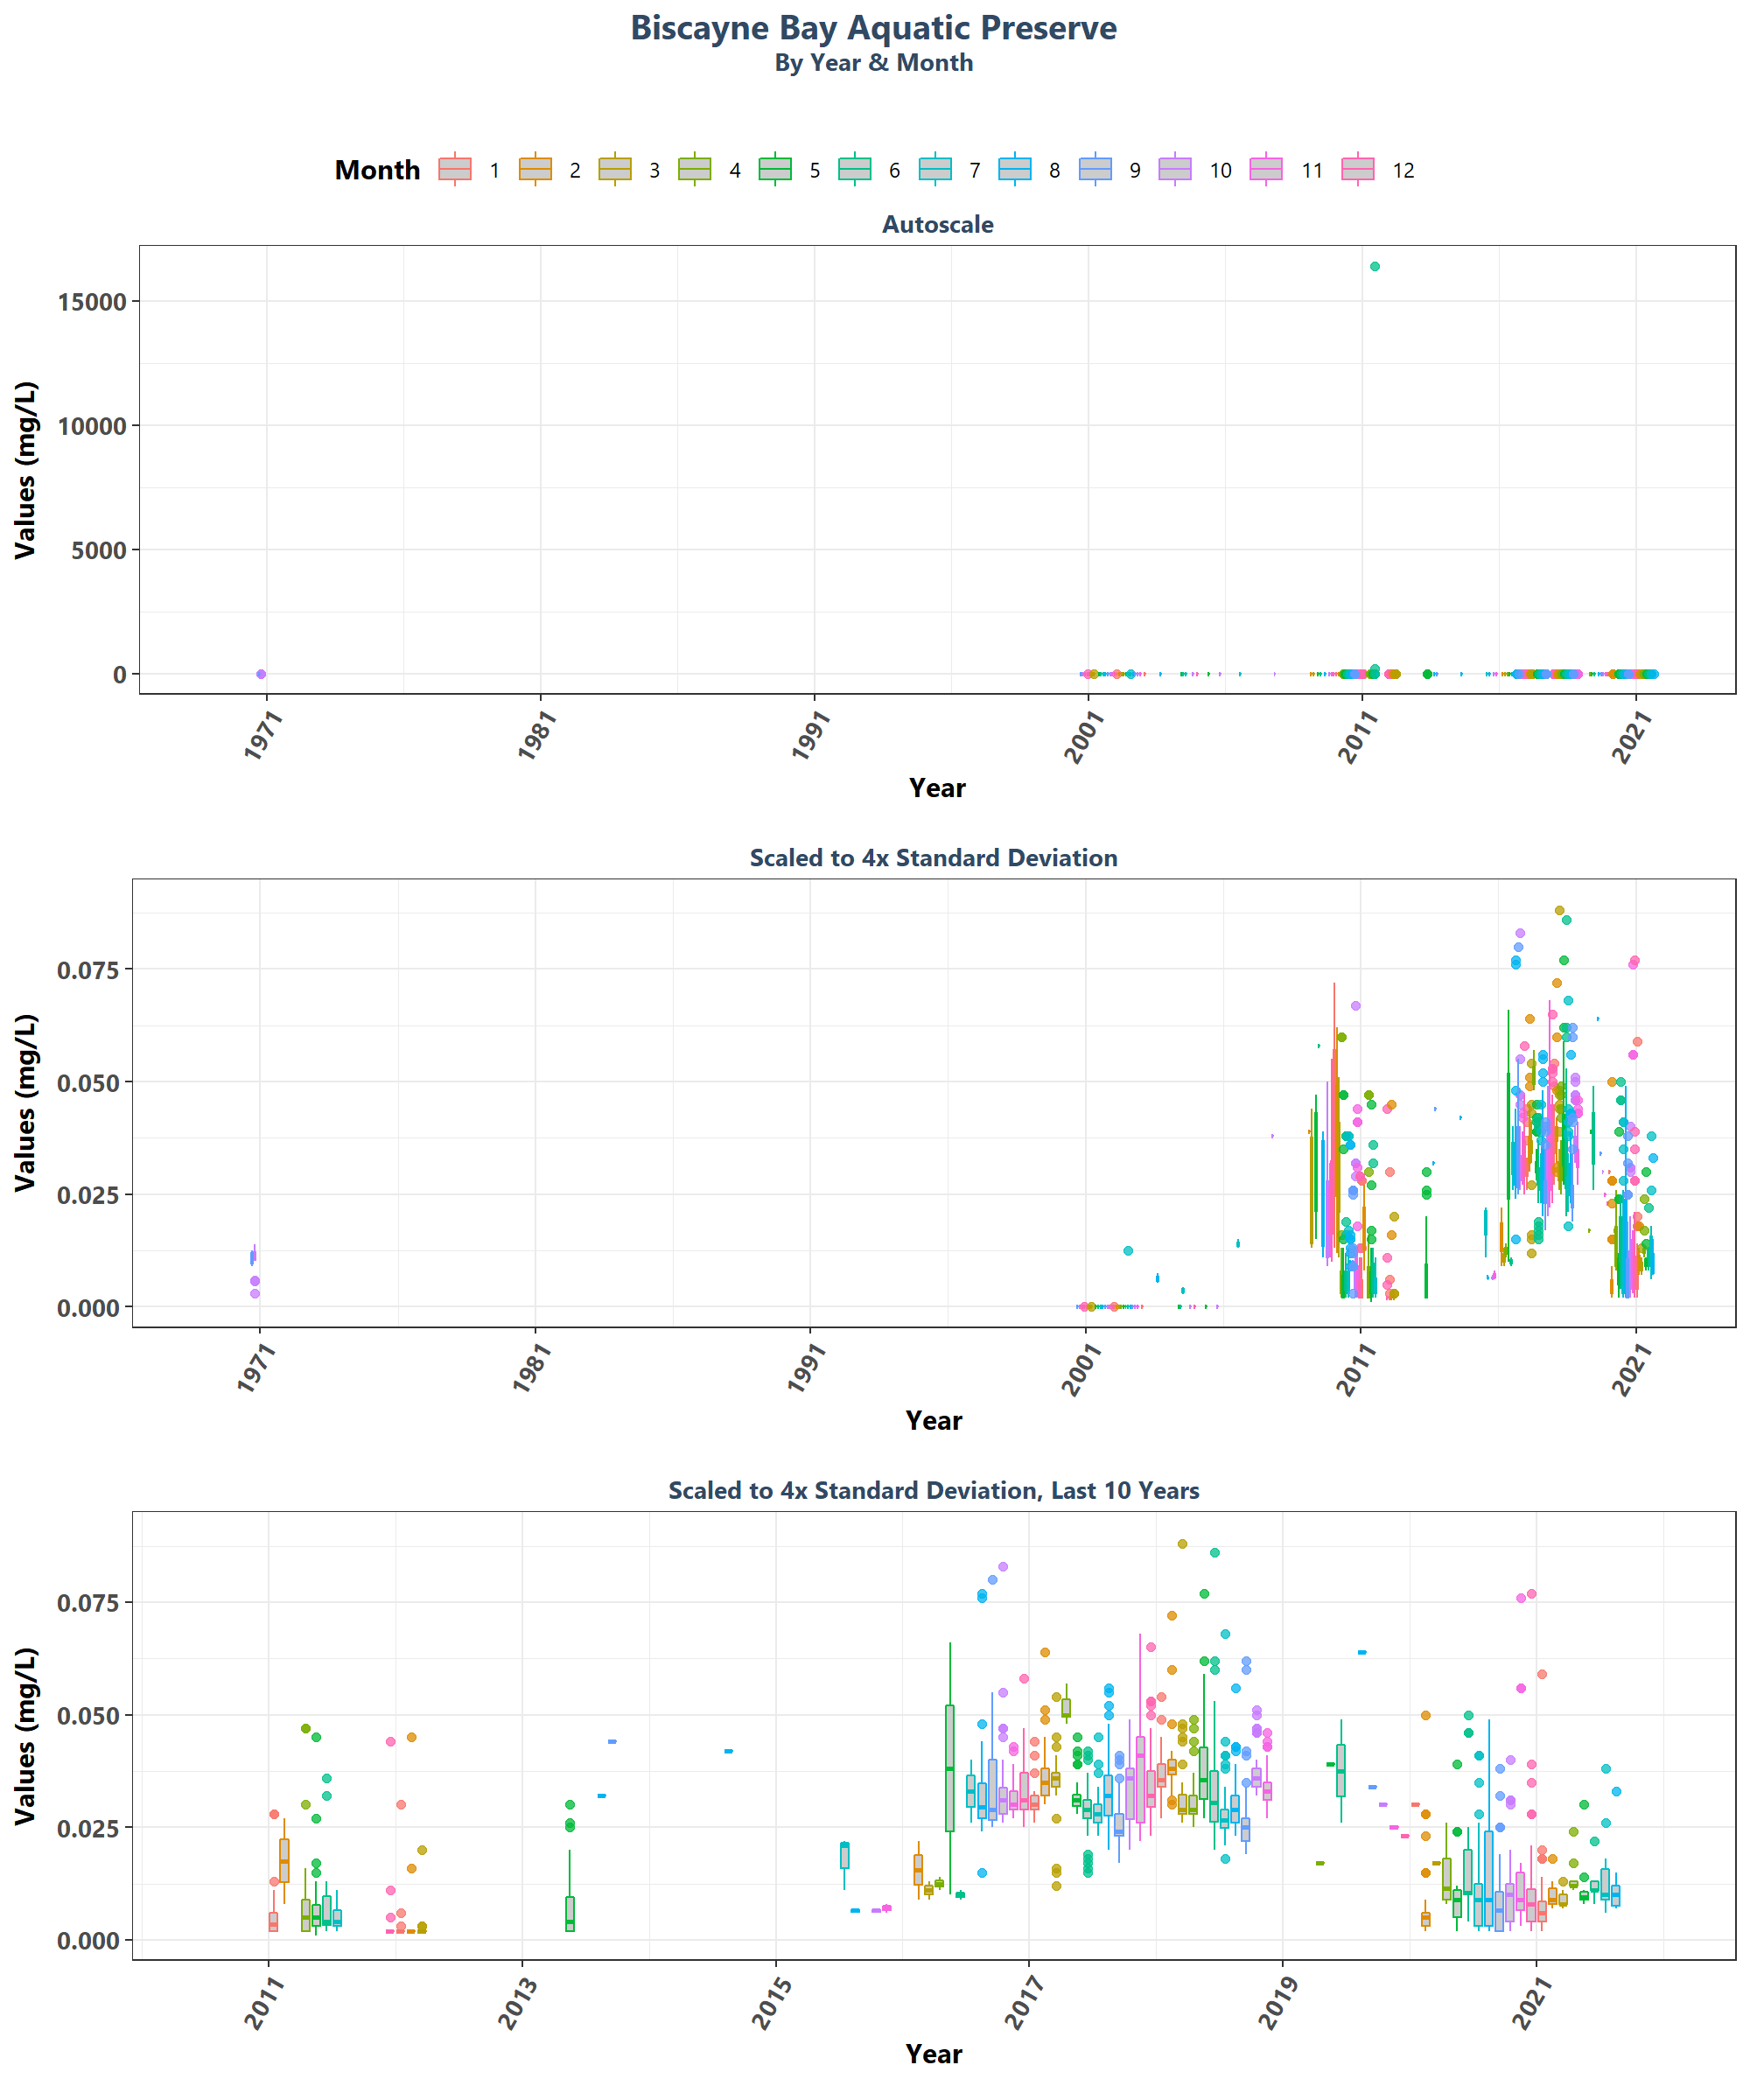 Biscayne Bay Aquatic Preserve
By Year & Month
Month 1 2 3 4 5 6 7 8 9 10 11 12
Autoscale
15000
10000
5000
0
Values (mg/L)
1971 1981 1991 2001 2011 2021
Year
Scaled to 4x Standard Deviation
0.075
0.050
0.025
0.000
Values (mg/L)
1971 1981 1991 2001 2011 2021
Year
Scaled to 4x Standard Deviation, Last 10 Years
0.075
0.050
0.025
0.000
Values (mg/L)
2011 2013 2015 2017 2019 2021
Year